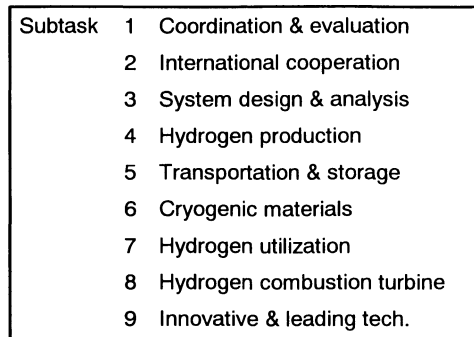 Subtask 1 Coordination & evaluation
2 International cooperation
3 System design & analysis
4 Hydrogen production
5 Transportation & storage
6 Cryogenic materials
7 Hydrogen utilization
8 Hydrogen combustion turbine
9 Innovative & leading tech.